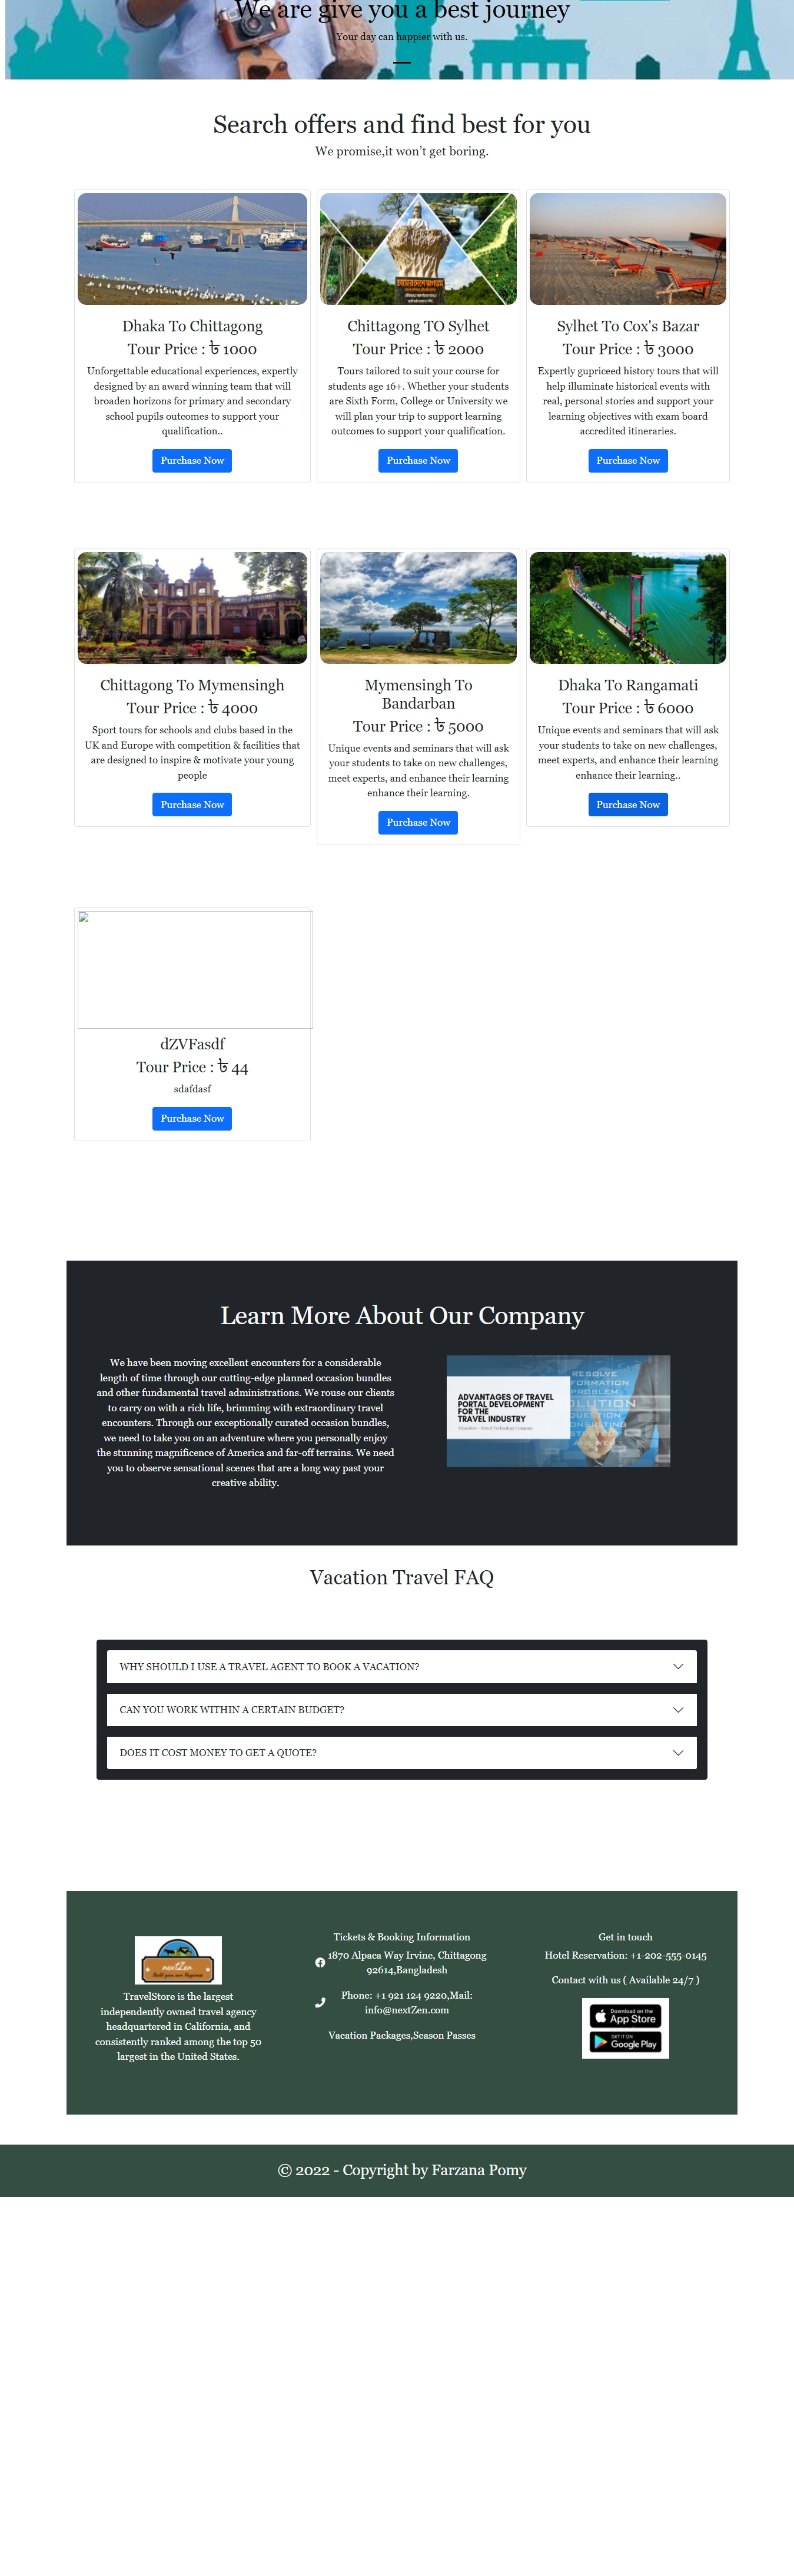 We are give you a best journey
Your day can happier with us.
Search offers and find best for you
We promise,it won’t get boring.
Dhaka To Chittagong
Tour Price : ৳ 1000
Unforgettable educational experiences, expertly
designed by an award winning team that will
broaden horizons for primary and secondary
school pupils outcomes to support your
qualification..
Purchase Now
Chittagong TO Sylhet
Tour Price : ৳ 2000
Tours tailored to suit your course for
students age 16+. Whether your students
are Sixth Form, College or University we
will plan your trip to support learning
outcomes to support your qualification.
Purchase Now
Sylhet To Cox's Bazar
Tour Price : ৳ 3000
Expertly gupriceed history tours that will
help illuminate historical events with
real, personal stories and support your
learning objectives with exam board
accredited itineraries.
Purchase Now
Chittagong To Mymensingh
Tour Price : ৳ 4000
Sport tours for schools and clubs based in the
UK and Europe with competition & facilities that
are designed to inspire & motivate your young
people
Purchase Now
Mymensingh To
Bandarban
Tour Price : ৳ 5000
Unique events and seminars that will ask
your students to take on new challenges,
meet experts, and enhance their learning
enhance their learning.
Purchase Now
Dhaka To Rangamati
Tour Price : ৳ 6000
Unique events and seminars that will ask
your students to take on new challenges,
meet experts, and enhance their learning
enhance their learning..
Purchase Now
dZVFasdf
Tour Price : ৳ 44
sdafdasf
Purchase Now
Learn More About Our Company
We have been moving excellent encounters for a considerable
length of time through our cutting-edge planned occasion bundles
and other fundamental travel administrations. We rouse our clients
to carry on with a rich life, brimming with extraordinary travel
encounters. Through our exceptionally curated occasion bundles,
we need to take you on an adventure where you personally enjoy
the stunning magnificence of America and far-off terrains. We need
you to observe sensational scenes that are a long way past your
creative ability.
ADVANTAGES OF TRAVEL
PORTAL DEVELOPMENT
FOR THE
TRAVEL INDUSTRY
RESOLVE
FORMATION
PROBLEM
OLUTION
QUESTION
Vacation Travel FAQ
WHY SHOULD I USE A TRAVEL AGENT TO BOOK A VACATION?
CAN YOU WORK WITHIN A CERTAIN BUDGET?
DOES IT COST MONEY TO GET A QUOTE?
nextZen
Build your own Happiness
TravelStore is the largest
independently owned travel agency
headquartered in California, and
consistently ranked among the top 50
largest in the United States.
Tickets & Booking Information
1870 Alpaca Way Irvine, Chittagong
92614,Bangladesh
Phone: +1 921 124 9220,Mail:
info@nextZen.com
Vacation Packages,Season Passes
Get in touch
Hotel Reservation: +1-202-555-0145
Contact with us ( Available 24/7 )
Download on the
App Store
GET IT ON
Google Play
© 2022 - Copyright by Farzana Pomy